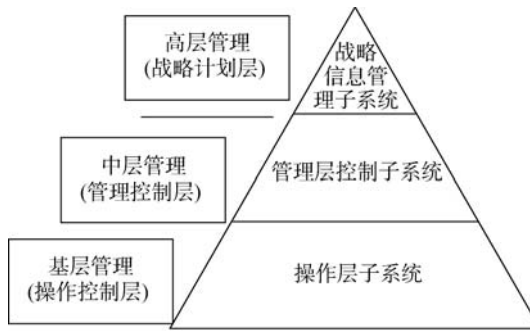 高层管理
(战略计划层)
战略
信息管
理子系统
中层管理
(管理控制层)
管理层控制子系统
基层管理
(操作控制层)
操作层子系统